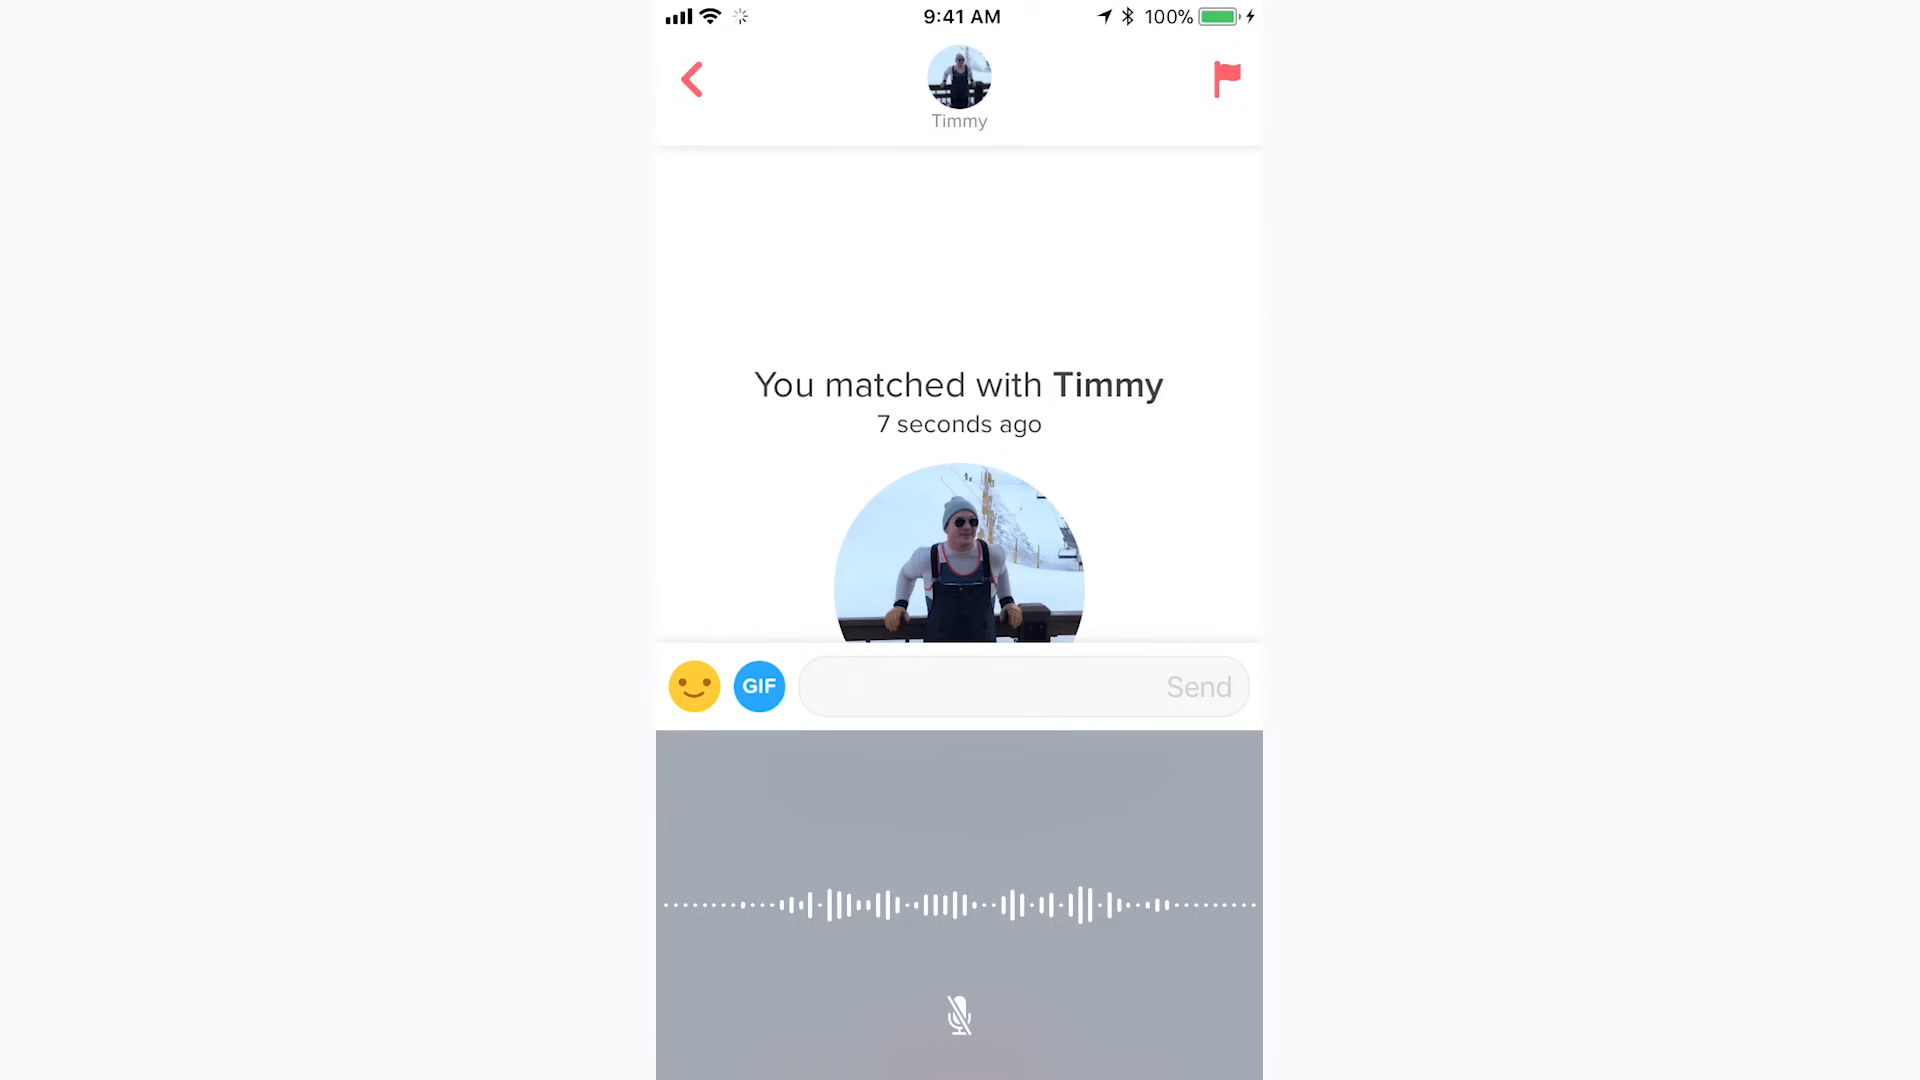 9:41 AM
100%
Timmy
You matched with Timmy
7 seconds ago
GIF
Send